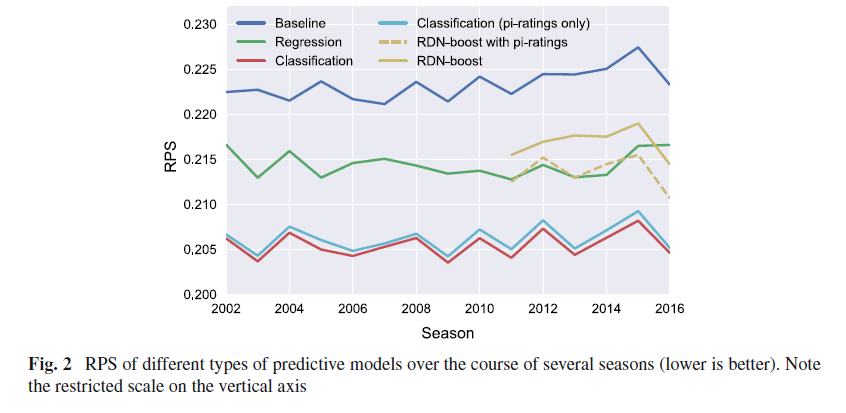 0.230
0.225
0.220
0.215
0.210
0.205
0.200
RPS
Baseline
Regression
Classification
Classification (pi-ratings only)
RDN-boost with pi-ratings
RDN-boost
2002 2004 2006 2008 2010 2012 2014 2016
Season
Fig. 2 RPS of different types of predictive models over the course of several seasons (lower is better). Note
the restricted scale on the vertical axis